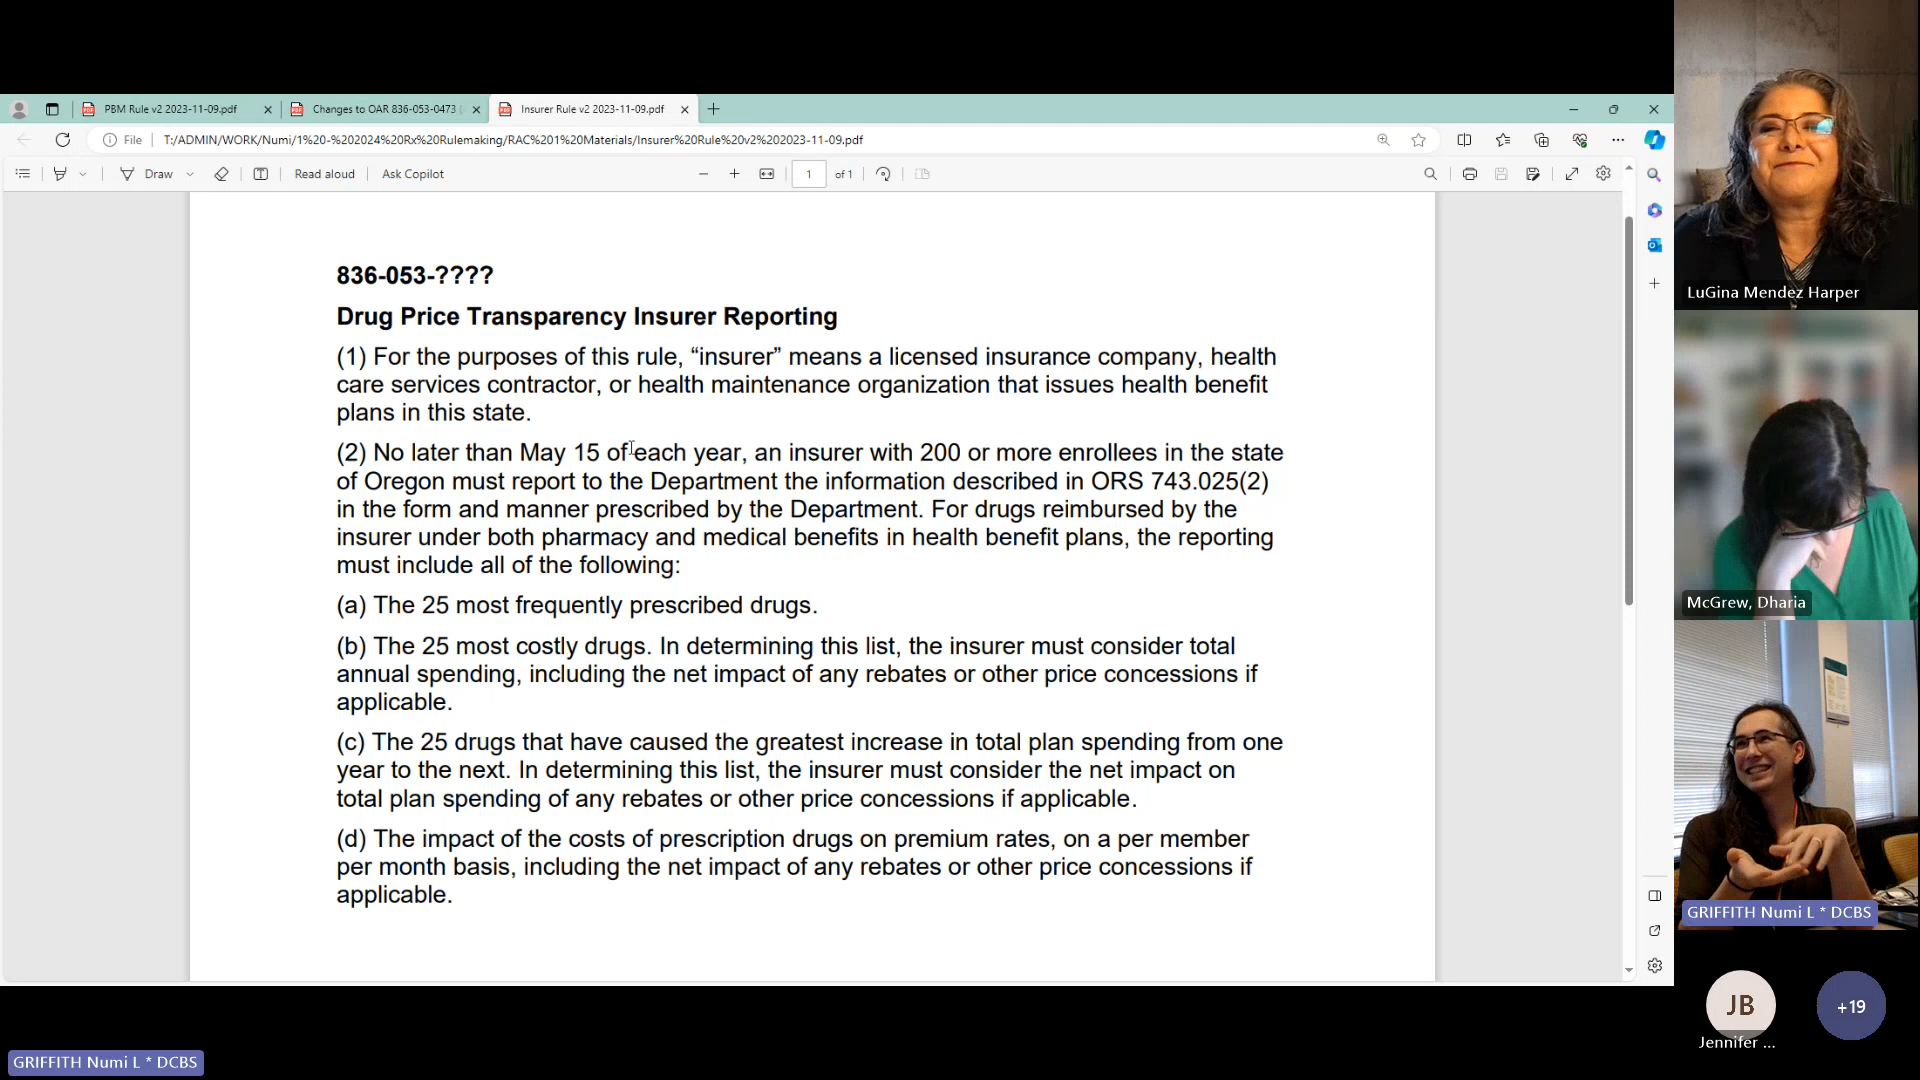 PBM Rule v2 2023-11-09.pdf
Changes to OAR 836-053-0473
Insurer Rule v2 2023-11-09.pdf
File
T:/ADMIN/WORK/Numi/1%20-%202024%20Rx%20Rulemaking/RAC%201%20Materials/Insurer%20Rule%20v2%202023-11-09.pdf
Draw
Read aloud
Ask Copilot
1
of 1
836-053-????
Drug Price Transparency Insurer Reporting
(1) For the purposes of this rule, “insurer” means a licensed insurance company, health
care services contractor, or health maintenance organization that issues health benefit
plans in this state.
(2) No later than May 15 of each year, an insurer with 200 or more enrollees in the state
of Oregon must report to the Department the information described in ORS 743.025(2)
in the form and manner prescribed by the Department. For drugs reimbursed by the
insurer under both pharmacy and medical benefits in health benefit plans, the reporting
must include all of the following:
(a) The 25 most frequently prescribed drugs.
(b) The 25 most costly drugs. In determining this list, the insurer must consider total
annual spending, including the net impact of any rebates or other price concessions if
applicable.
(c) The 25 drugs that have caused the greatest increase in total plan spending from one
year to the next. In determining this list, the insurer must consider the net impact on
total plan spending of any rebates or other price concessions if applicable.
(d) The impact of the costs of prescription drugs on premium rates, on a per member
per month basis, including the net impact of any rebates or other price concessions if
applicable.
LuGina Mendez Harper
McGrew, Dharia
GRIFFITH Numi L * DCBS
JB
+19
Jennifer ...
GRIFFITH Numi L * DCBS